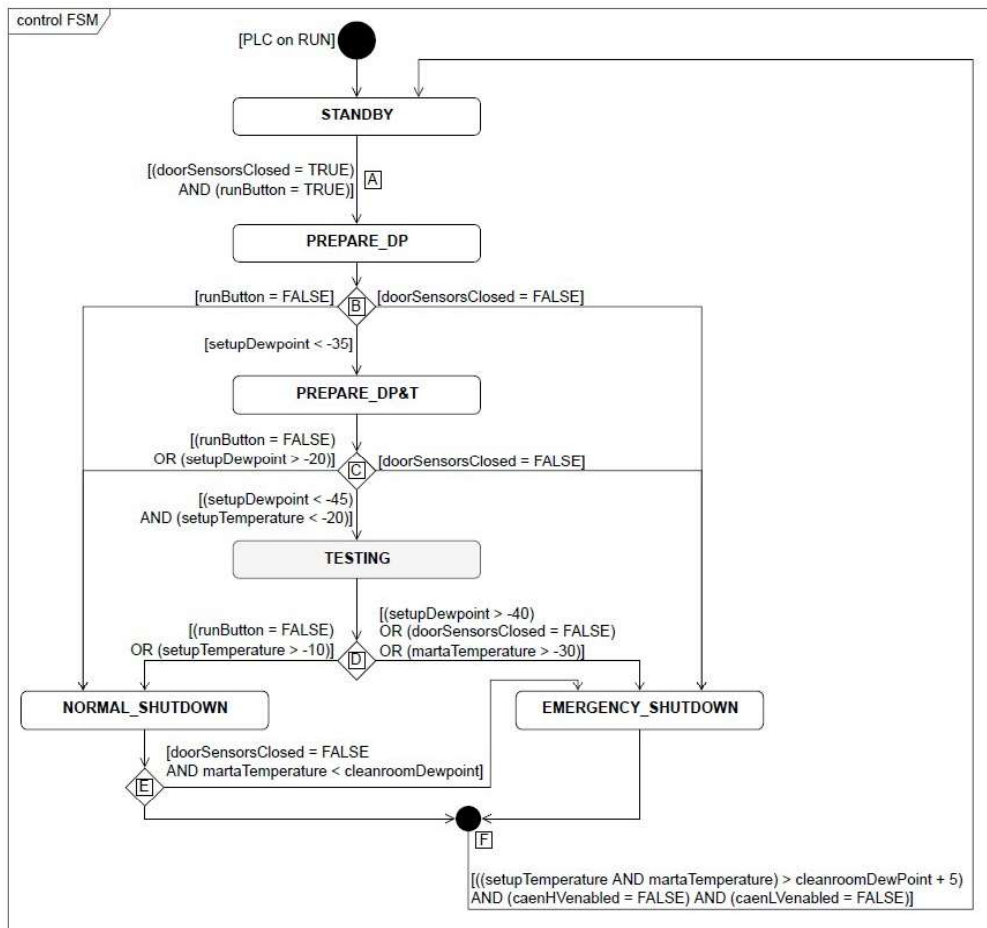 control FSM
[PLC on RUN]
STANDBY
[(doorSensorsClosed = TRUE)
AND (runButton = TRUE)]
A
PREPARE_DP
[runButton = FALSE]
B
[doorSensorsClosed = FALSE]
[setupDewpoint < -35]
PREPARE_DP&T
[(runButton = FALSE)
OR (setupDewpoint > -20)]
C
[doorSensorsClosed = FALSE]
[(setupDewpoint < -45)
AND (setupTemperature < -20)]
TESTING
[(runButton = FALSE)
OR (setupTemperature > -10)]
D
[(setupDewpoint > -40)
OR (doorSensorsClosed = FALSE)
OR (martaTemperature > -30)]
NORMAL_SHUTDOWN
EMERGENCY_SHUTDOWN
[doorSensorsClosed = FALSE
AND martaTemperature < cleanroomDewpoint]
E
F
[((setupTemperature AND martaTemperature) > cleanroomDewPoint + 5)
AND (caenHVenabled = FALSE) AND (caenLVenabled = FALSE)]